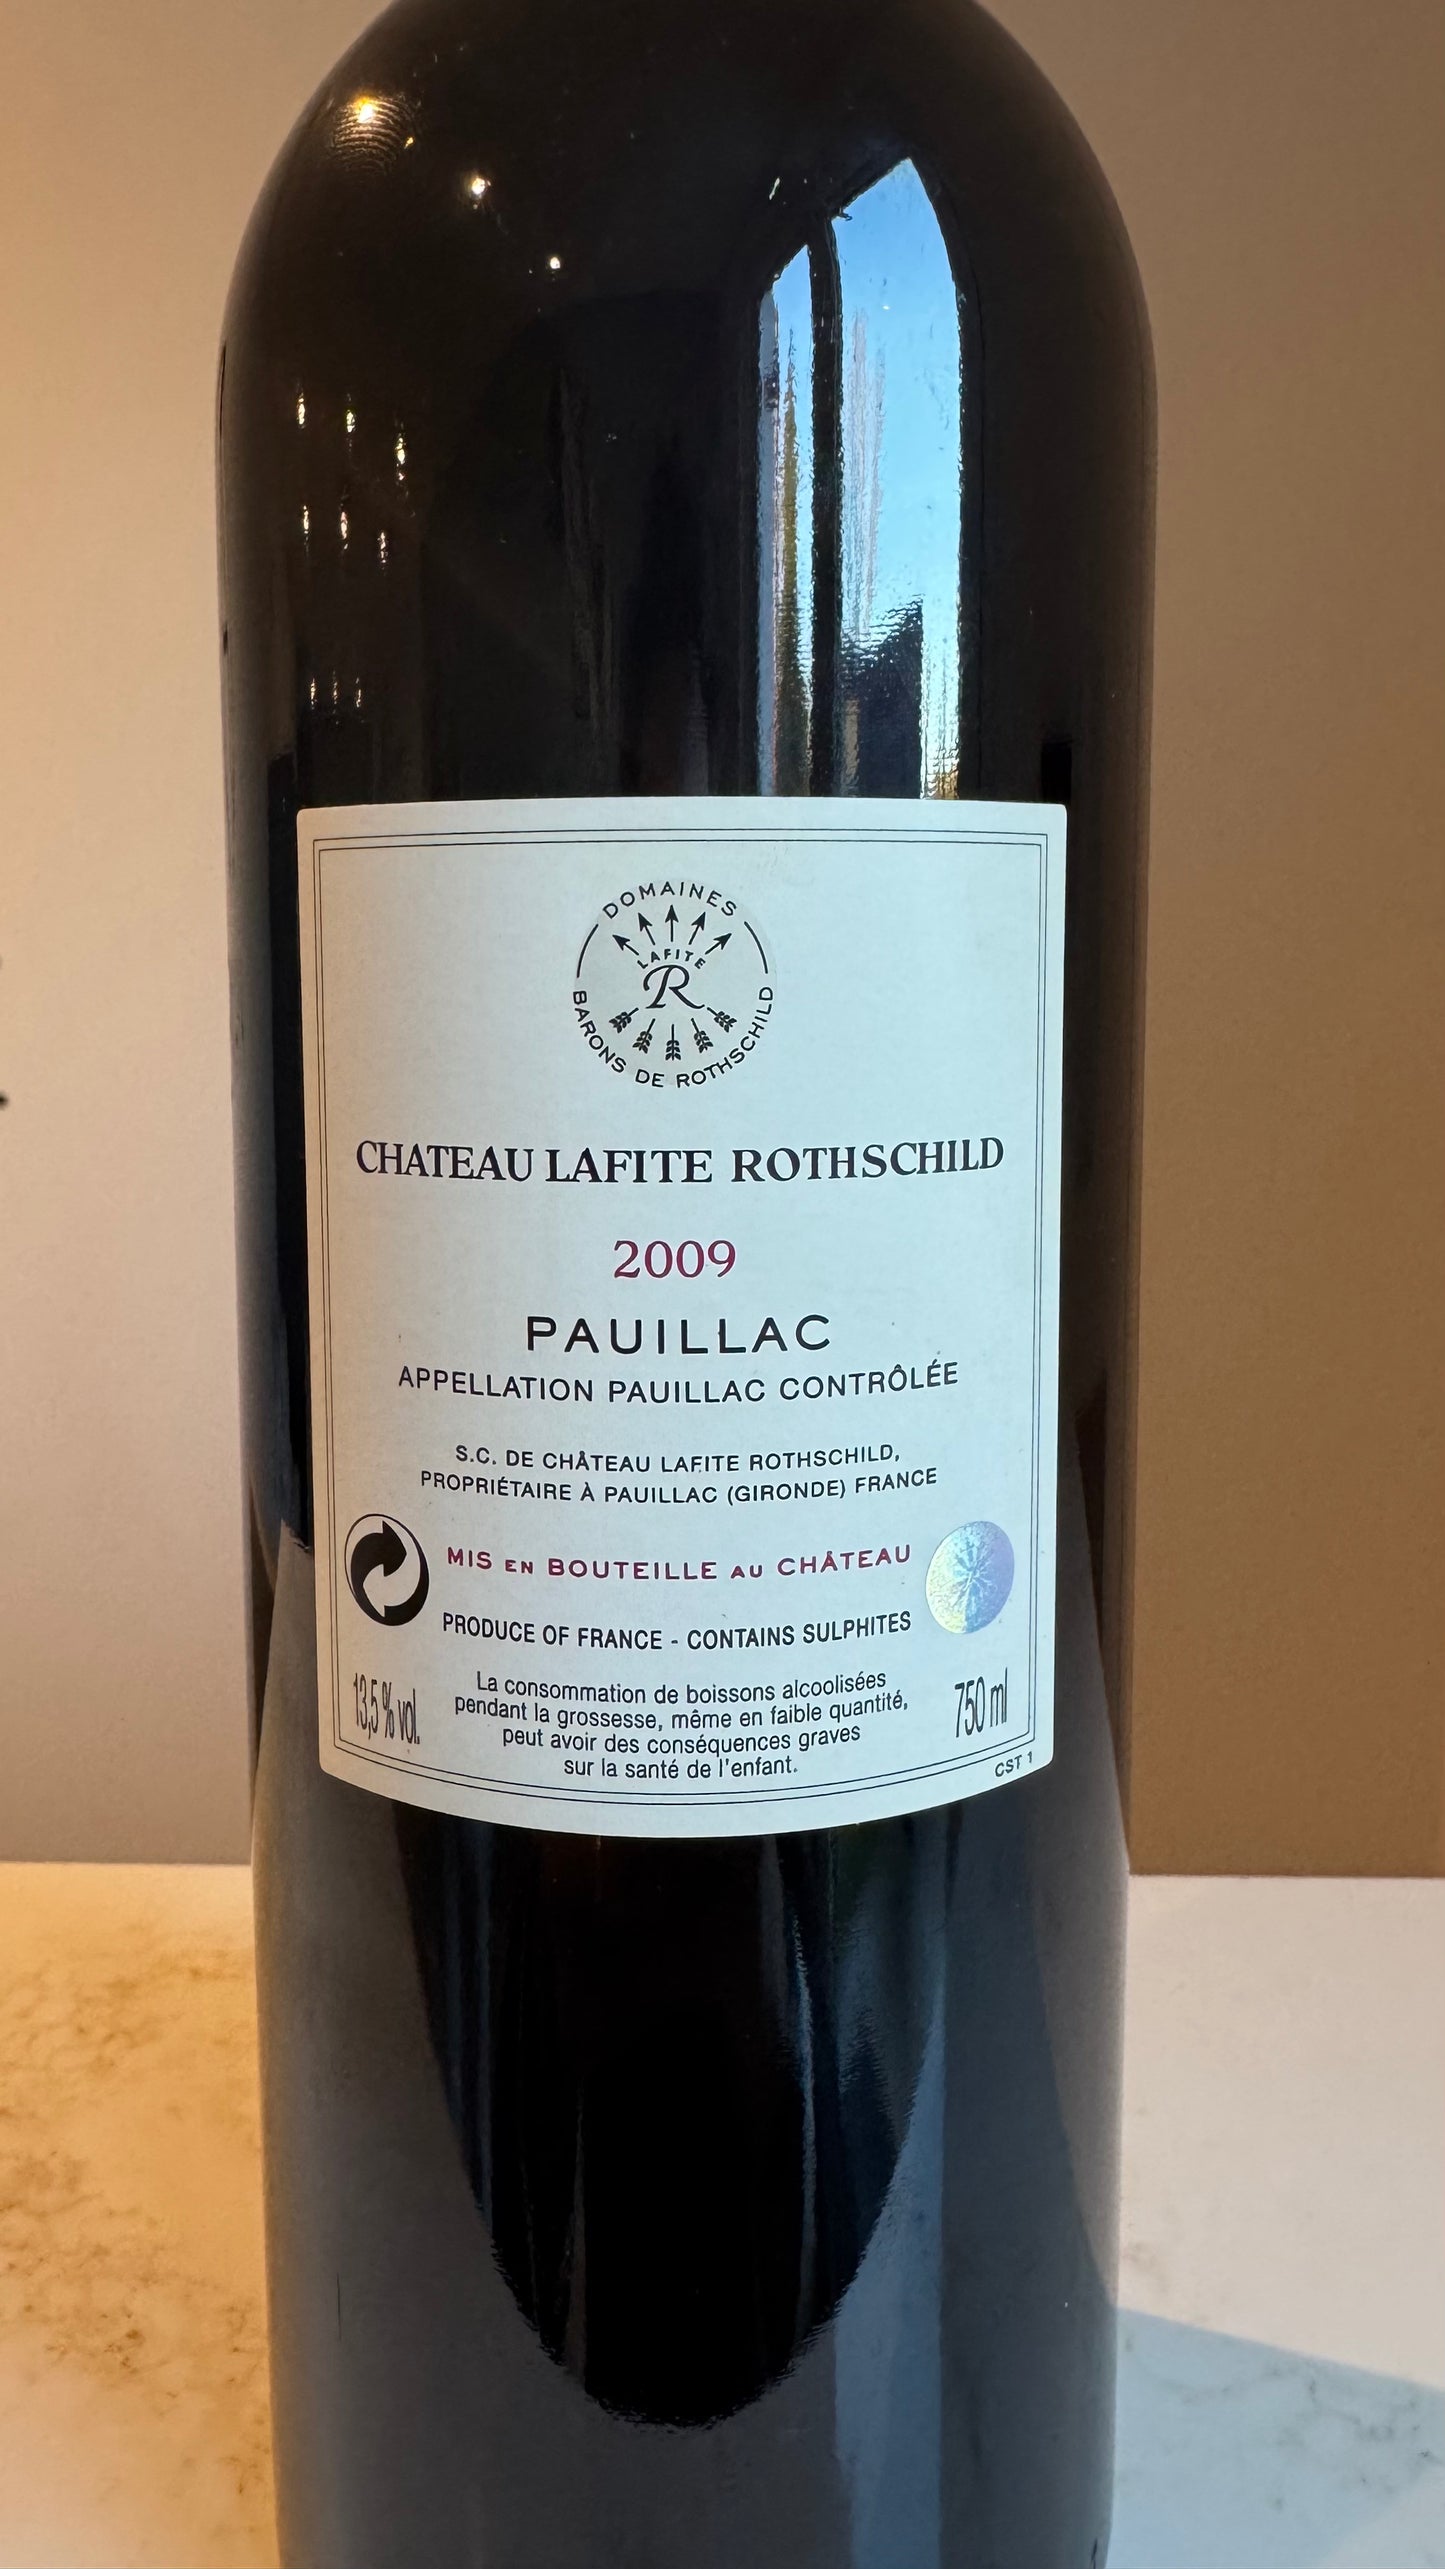 DOMAINES
LAFITE
R
BARONS DE ROTHSCHILD
CHATEAU LAFITE ROTHSCHILD
2009
PAUILLAC
APPELLATION PAUILLAC CONTRÔLÉE
S.C. DE CHÂTEAU LAFITE ROTHSCHILD,
PROPRIÉTAIRE À PAUILLAC (GIRONDE) FRANCE
MIS EN BOUTEILLE AU CHÂTEAU
PRODUCE OF FRANCE - CONTAINS SULPHITES
13,5 % vol.
La consommation de boissons alcoolisées
pendant la grossesse, même en faible quantité,
peut avoir des conséquences graves
sur la santé de l'enfant.
750 ml
CST 1